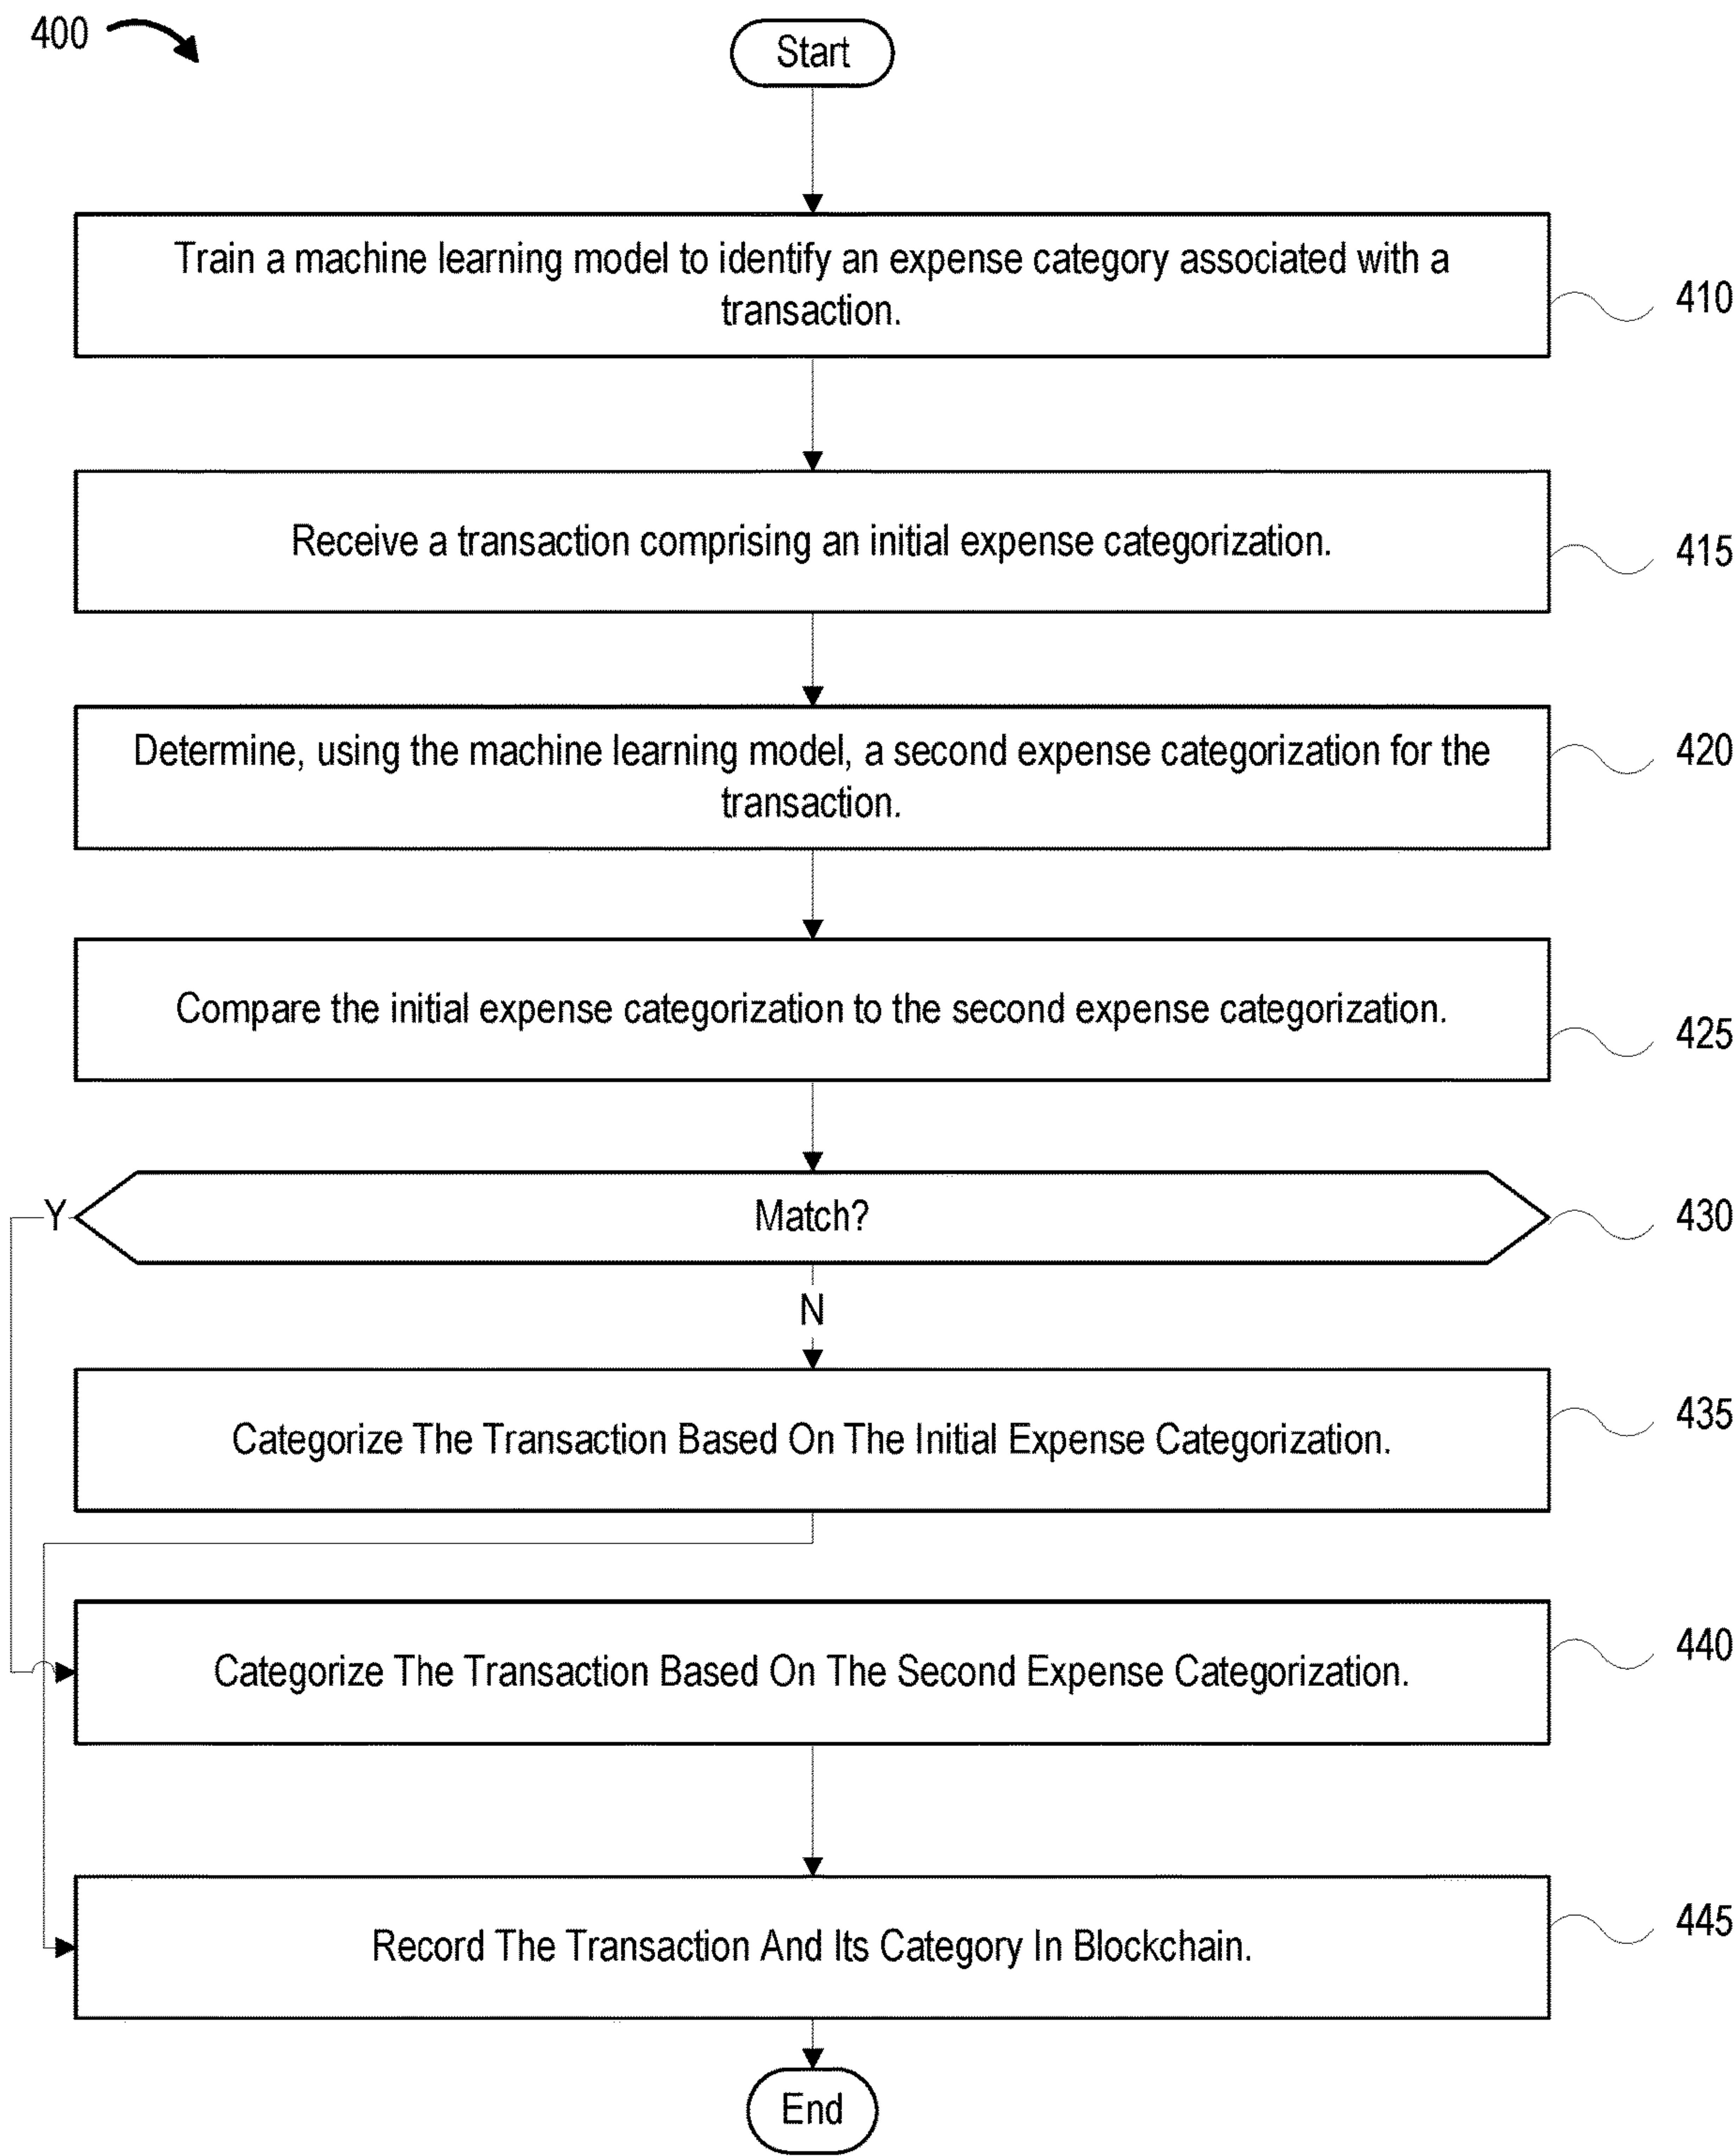 400
Start
Train a machine learning model to identify an expense category associated with a
transaction.
410
Receive a transaction comprising an initial expense categorization.
415
Determine, using the machine learning model, a second expense categorization for the
transaction.
420
Compare the initial expense categorization to the second expense categorization.
425
Y
Match?
430
N
Categorize The Transaction Based On The Initial Expense Categorization.
435
Categorize The Transaction Based On The Second Expense Categorization.
440
Record The Transaction And Its Category In Blockchain.
445
End